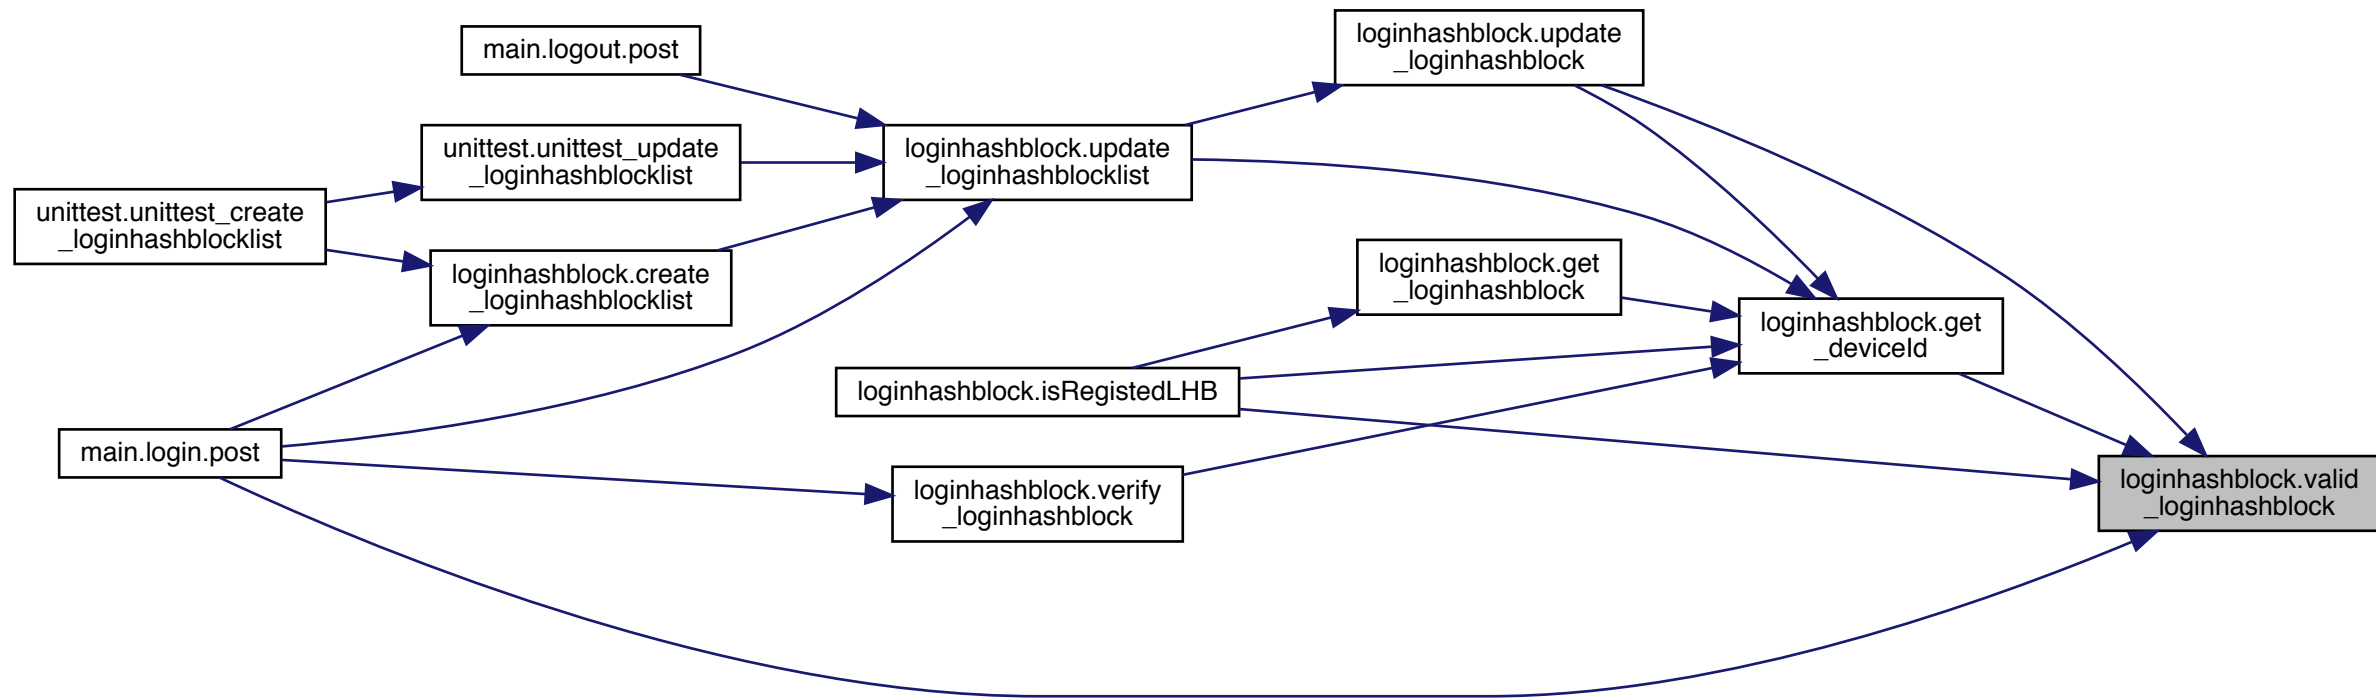 loginhashblock.update
_loginhashblock
main.logout.post
unittest.unittest_update
_loginhashblocklist
loginhashblock.update
_loginhashblocklist
unittest.unittest_create
_loginhashblocklist
loginhashblock.create
_loginhashblocklist
loginhashblock.get
_loginhashblock
loginhashblock.get
_deviceId
loginhashblock.isRegistedLHB
main.login.post
loginhashblock.verify
_loginhashblock
loginhashblock.valid
_loginhashblock